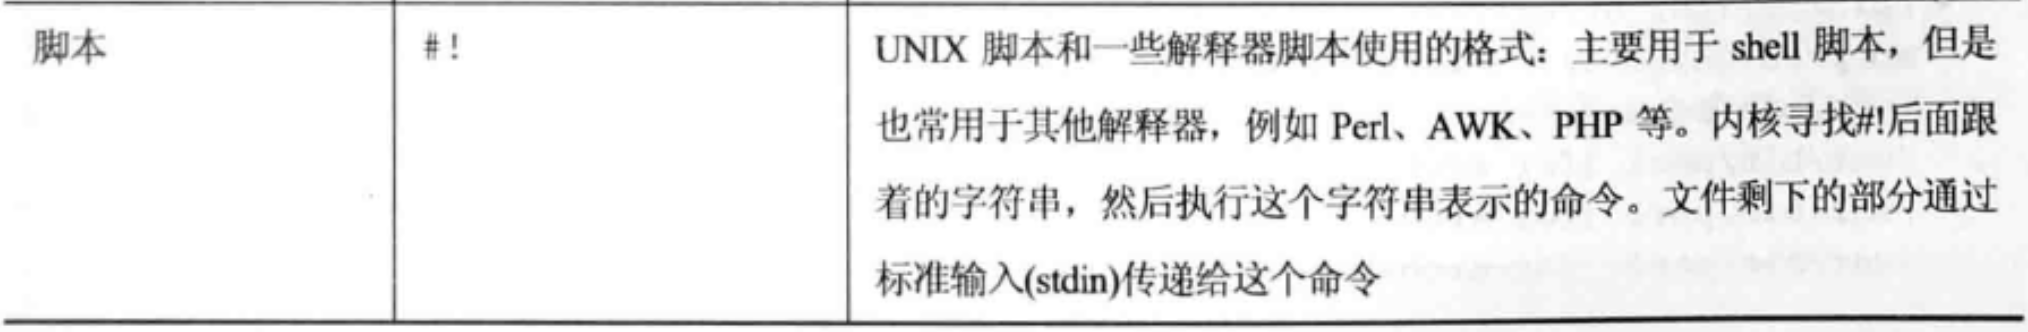 脚本 #! UNIX 脚本和一些解释器脚本使用的格式：主要用于 shell 脚本，但是
也常用于其他解释器，例如 Perl、AWK、PHP 等。内核寻找#!后面跟
着的字符串，然后执行这个字符串表示的命令。文件剩下的部分通过
标准输入(stdin)传递给这个命令